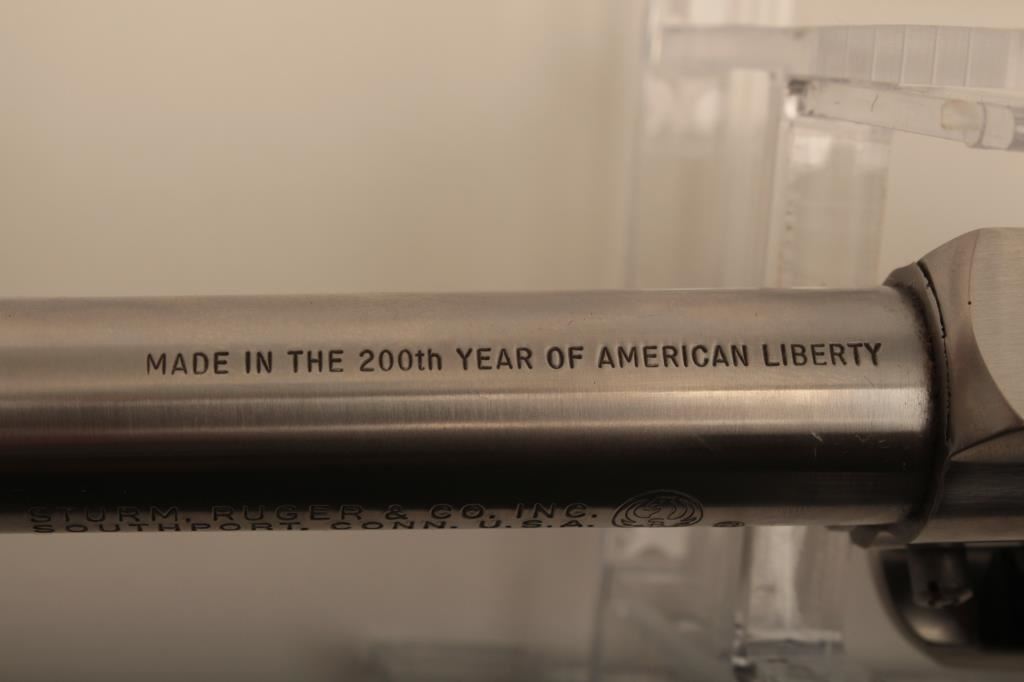 MADE IN THE 200th YEAR OF AMERICAN LIBERTY
STURM, RUGER & CO. INC.
SOUTHPORT, CONN. U.S.A.